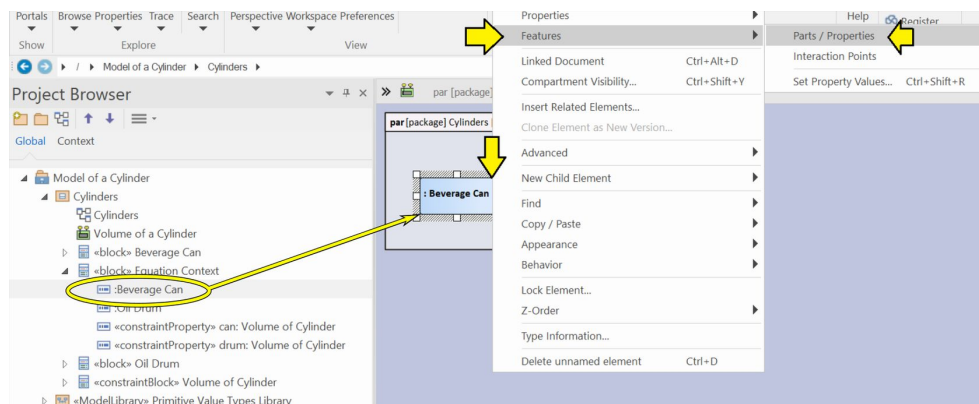 Portals Browse Properties Trace Search Perspective Workspace Preferences
Show Explore View
Help Register
/ Model of a Cylinder Cylinders
Project Browser
Global Context
Model of a Cylinder
Cylinders
Cylinders
Volume of a Cylinder
«block» Beverage Can
«block» Equation Context
:Beverage Can
:Oil Drum
«constraintProperty» can: Volume of Cylinder
«constraintProperty» drum: Volume of Cylinder
«block» Oil Drum
«constraintBlock» Volume of Cylinder
«ModelLibrary» Primitive Value Types Library
par [package]
par [package] Cylinders
: Beverage Can
Properties
Features
Linked Document Ctrl+Alt+D
Compartment Visibility... Ctrl+Shift+Y
Insert Related Elements...
Clone Element as New Version...
Advanced
New Child Element
Find
Copy / Paste
Appearance
Behavior
Lock Element...
Z-Order
Type Information...
Delete unnamed element Ctrl+D
Parts / Properties
Interaction Points
Set Property Values... Ctrl+Shift+R